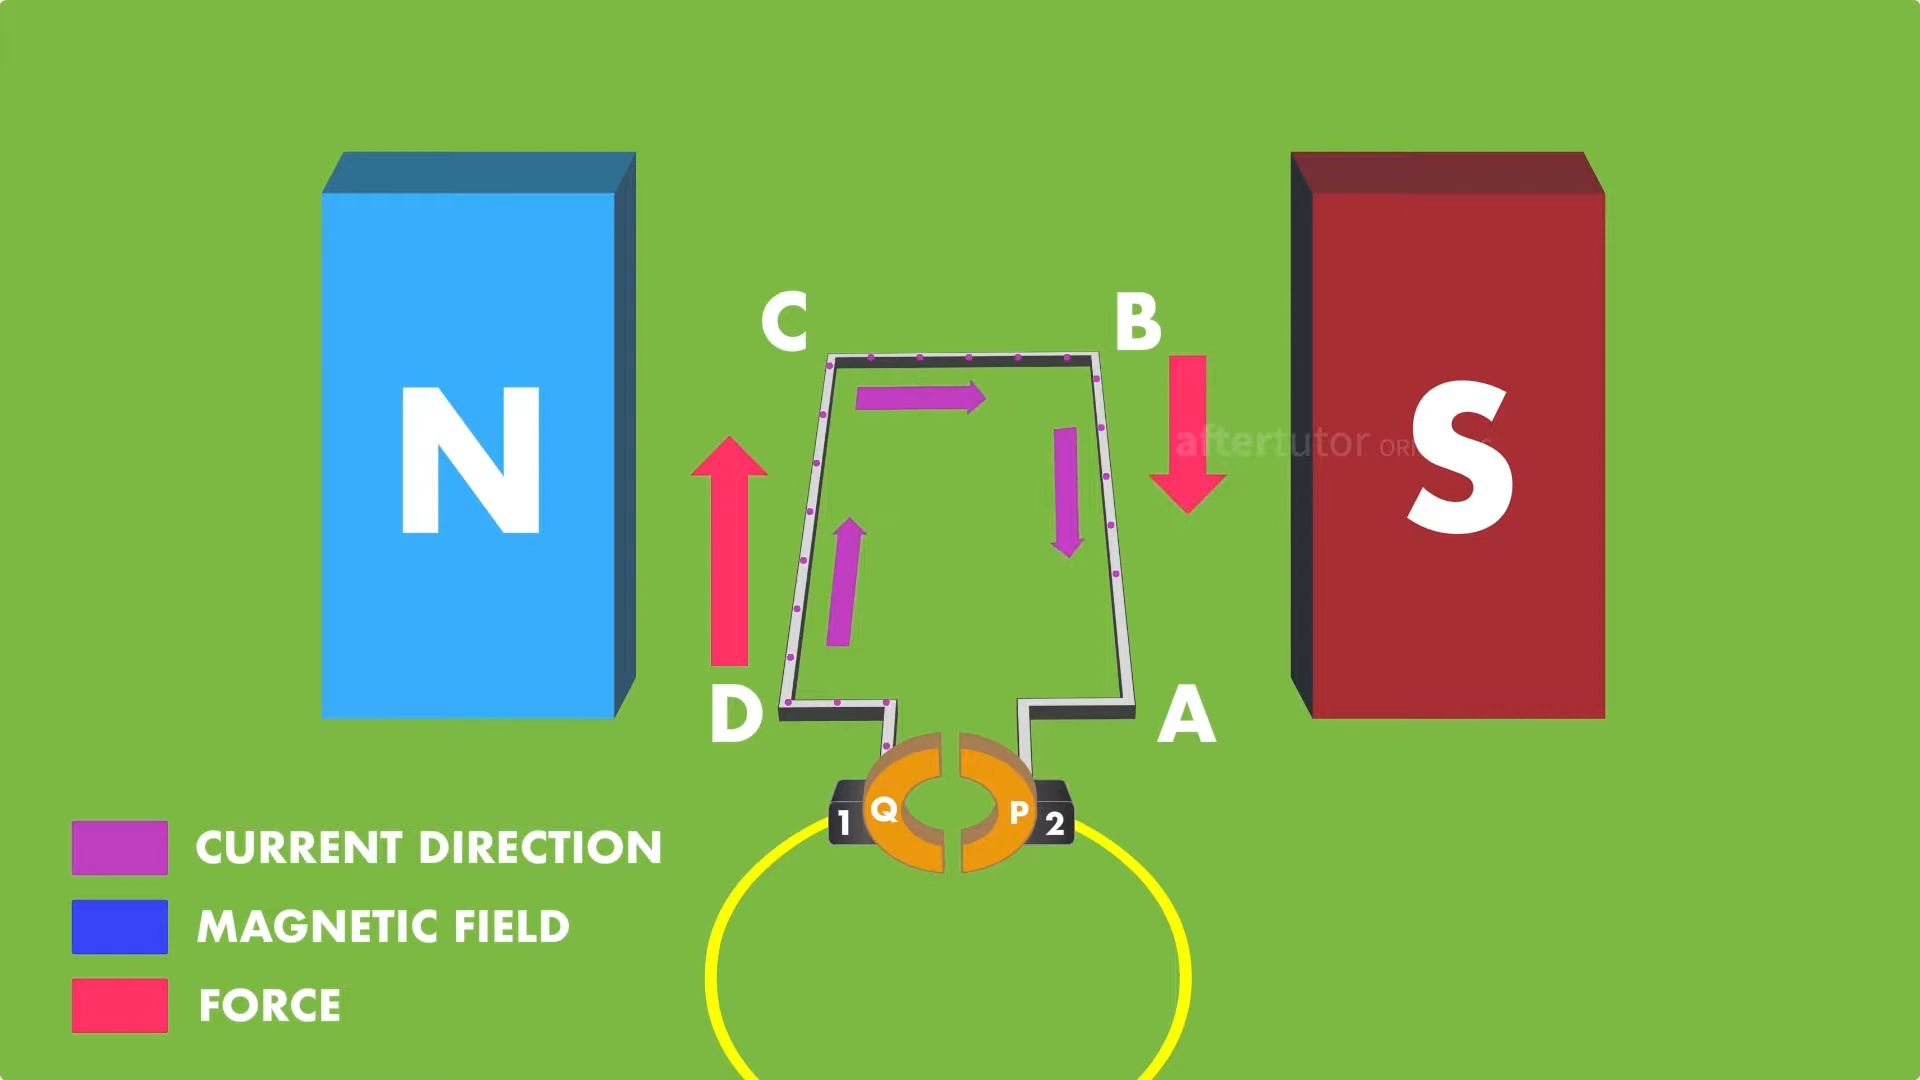 C
B
N
S
aftertutor
D
A
Q
P
1
2
CURRENT DIRECTION
MAGNETIC FIELD
FORCE